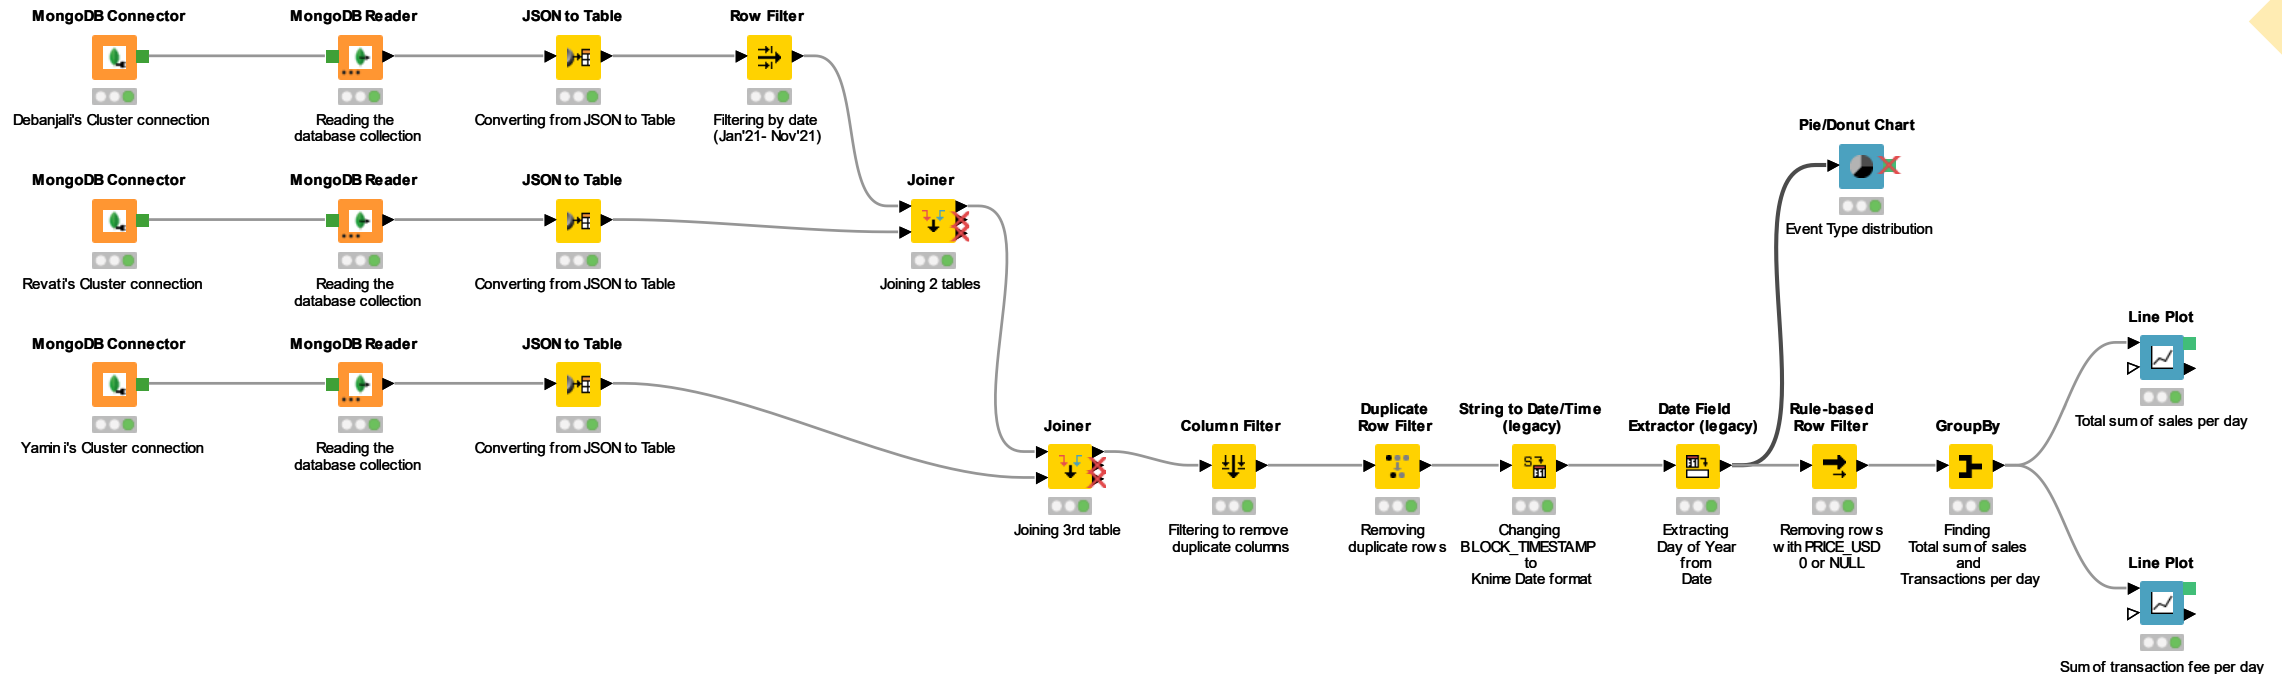 MongoDB Connector
MongoDB Reader
JSON to Table
Row Filter
Debanjali's Cluster connection
Reading the
database collection
Converting from JSON to Table
Filtering by date
(Jan'21- Nov'21)
MongoDB Connector
MongoDB Reader
JSON to Table
Joiner
Revati's Cluster connection
Reading the
database collection
Converting from JSON to Table
Joining 2 tables
Pie/Donut Chart
Event Type distribution
MongoDB Connector
MongoDB Reader
JSON to Table
Yamini's Cluster connection
Reading the
database collection
Converting from JSON to Table
Joiner
Joining 3rd table
Column Filter
Filtering to remove
duplicate columns
Duplicate
Row Filter
Removing
duplicate rows
String to Date/Time
(legacy)
S
Changing
BLOCK_TIMESTAMP
to
Knime Date format
Date Field
Extractor (legacy)
Extracting
Day of Year
from
Date
Rule-based
Row Filter
Removing rows
with PRICE_USD
0 or NULL
GroupBy
Finding
Total sum of sales
and
Transactions per day
Line Plot
Total sum of sales per day
Line Plot
Sum of transaction fee per day